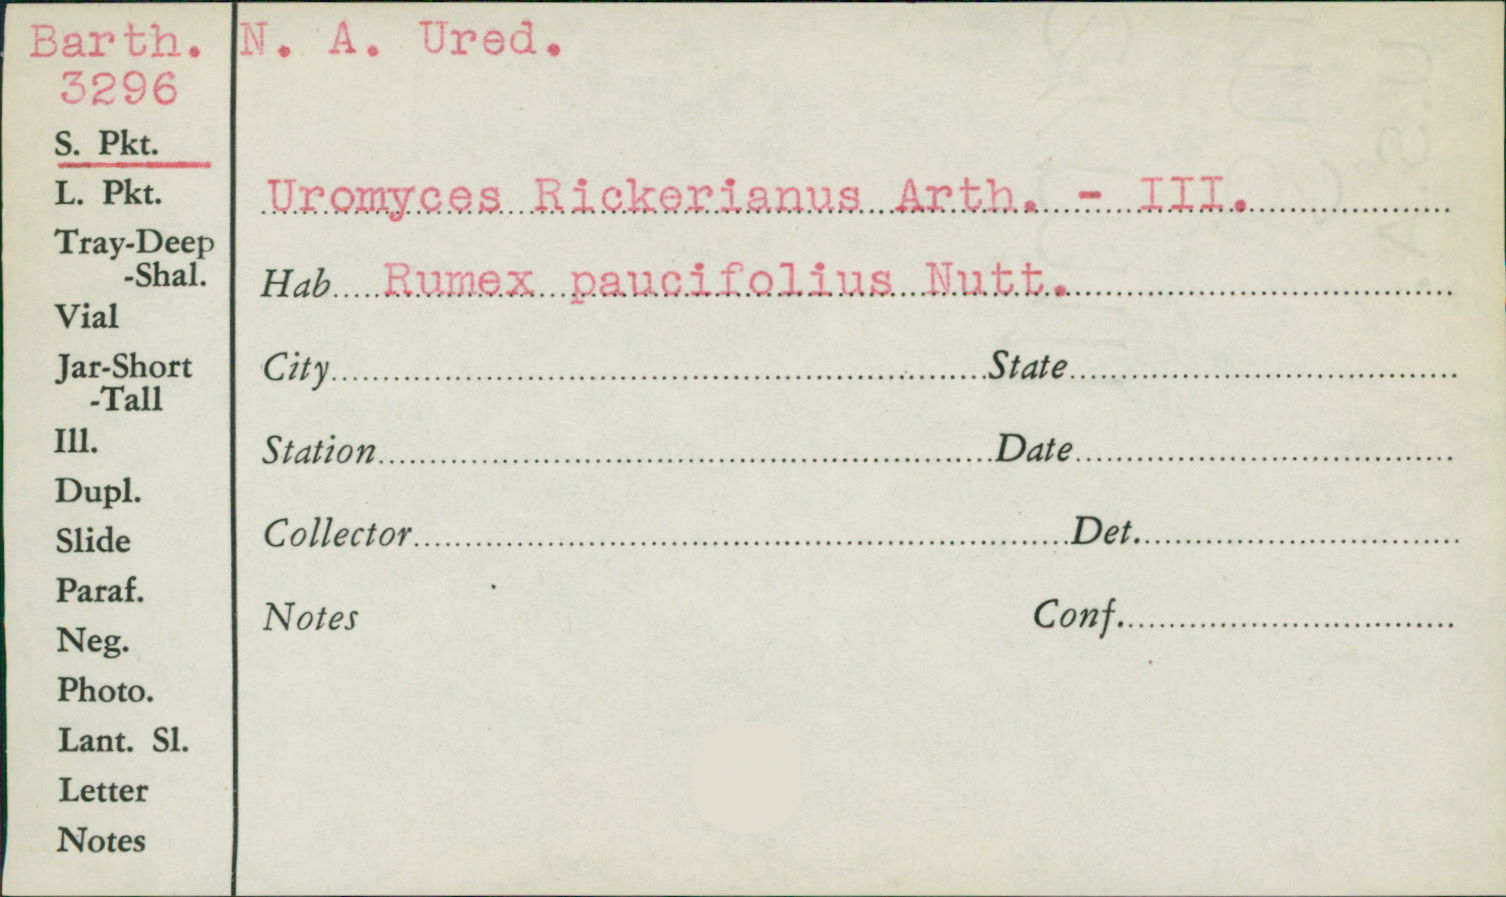 Barth. N. A. Ured.
3296
S. Pkt.
L. Pkt.
Tray-Deep
-Shal.
Vial
Jar-Short
-Tall
Ill.
Dupl.
Slide
Paraf.
Neg.
Photo.
Lant. Sl.
Letter
Notes
Uromyces Rickerianus Arth. - III.
Hab Rumex paucifolius Nutt.
City State
Station Date
Collector Det.
Notes Conf.